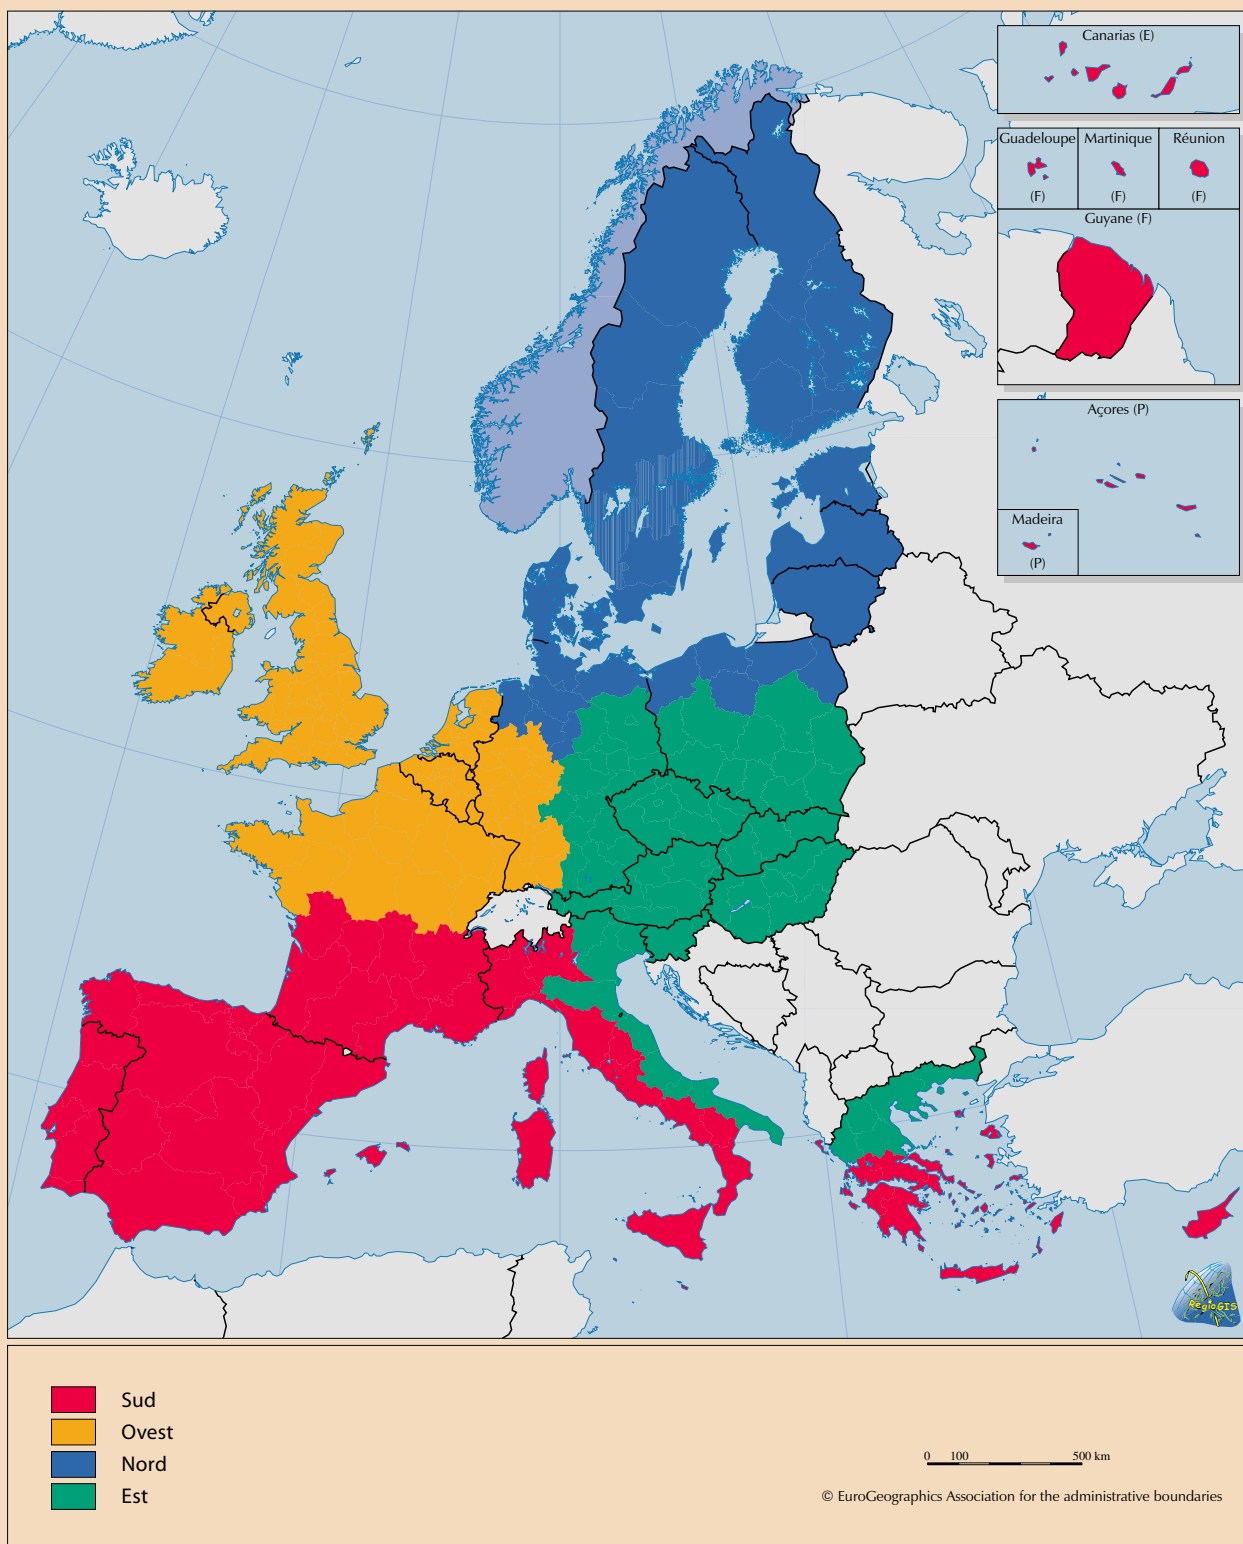 Canarias (E)
Guadeloupe
Martinique
Réunion
(F)
(F)
(F)
Guyane (F)
Açores (P)
Madeira
(P)
RegioGIS
Sud
Ovest
Nord
Est
0 100 500 km
© EuroGeographics Association for the administrative boundaries